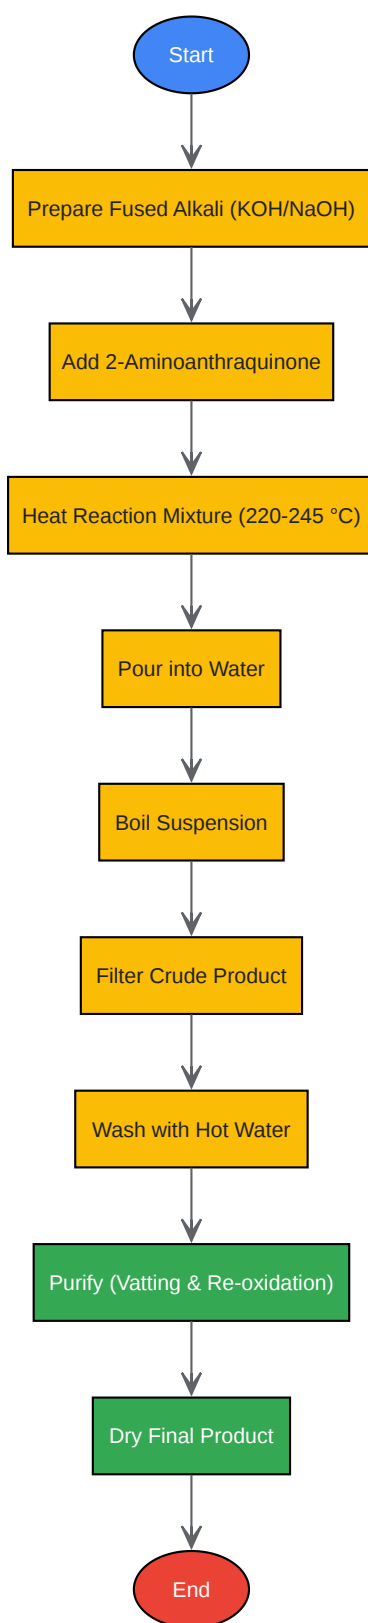 Start
Prepare Fused Alkali (KOH/NaOH)
Add 2-Aminoanthraquinone
Heat Reaction Mixture (220-245 °C)
Pour into Water
Boil Suspension
Filter Crude Product
Wash with Hot Water
Purify (Vatting & Re-oxidation)
Dry Final Product
End